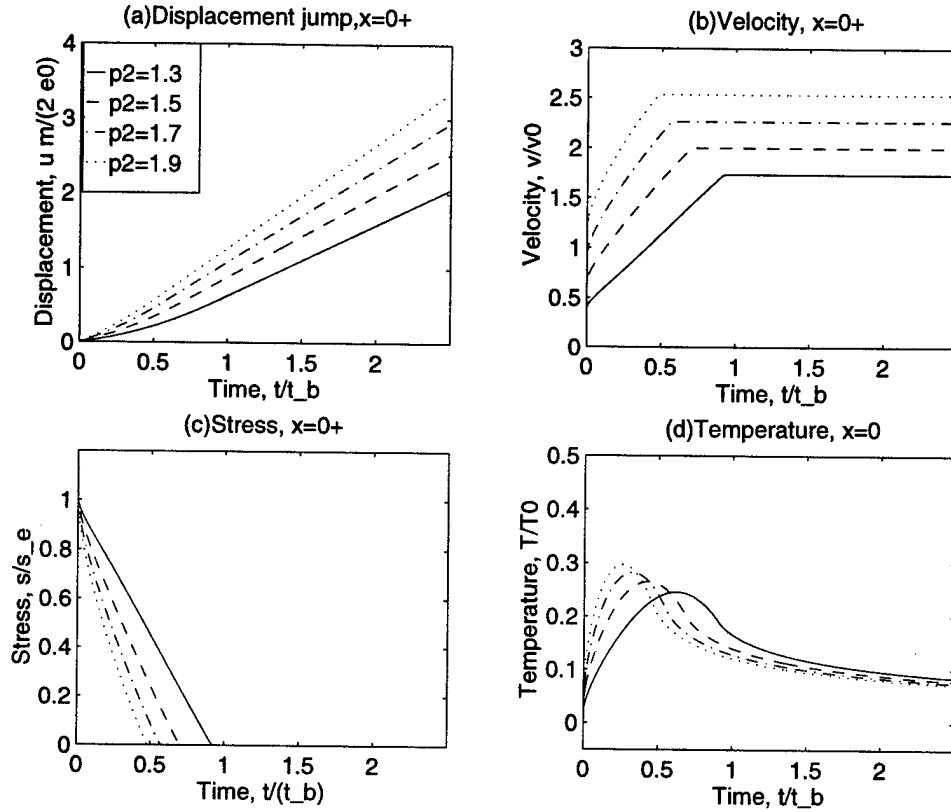 (a)Displacement jump,x=0+
4
3
2
1
0
Displacement, u m/(2 e0)
p2=1.3
p2=1.5
p2=1.7
p2=1.9
0 0.5 1 1.5 2
Time, t/t_b
(b)Velocity, x=0+
3
2.5
2
1.5
1
0.5
0
Velocity, v/v0
0 0.5 1 1.5 2
Time, t/t_b
(c)Stress, x=0+
1
0.8
0.6
0.4
0.2
0
Stress, s/s_e
0 0.5 1 1.5 2
Time, t/(t_b)
(d)Temperature, x=0
0.5
0.4
0.3
0.2
0.1
0
Temperature, T/T0
0 0.5 1 1.5 2
Time, t/t_b